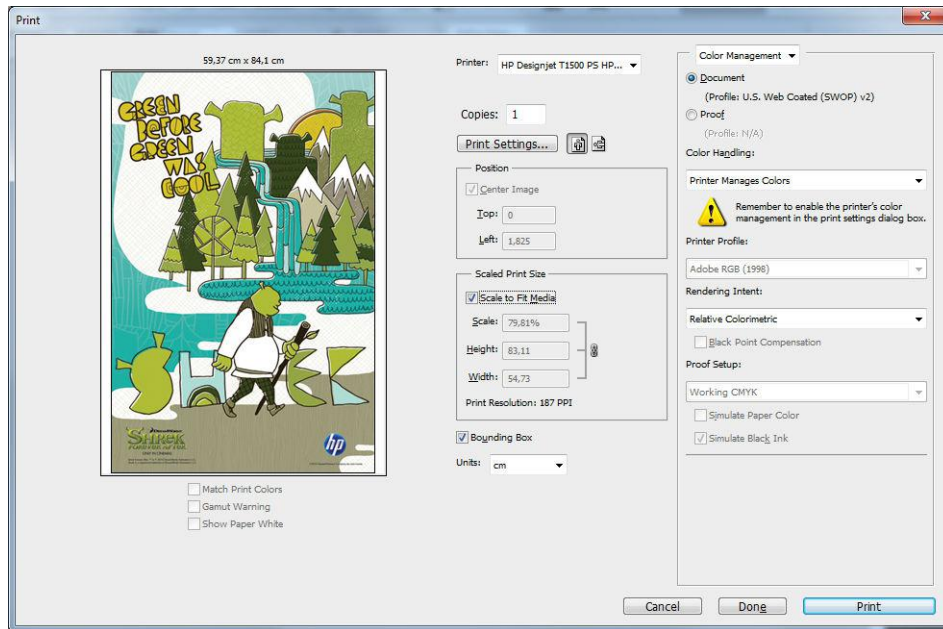 Print
59,37 cm x 84,1 cm
GREEN
BEFORE
GREEN
WAS
COOL
SHREK
SHREK
hp
Match Print Colors
Gamut Warning
Show Paper White
Printer: HP Designjet T1500 PS HP...
Copies: 1
Print Settings...
Position
Center Image
Top: 0
Left: 1,825
Scaled Print Size
Scale to Fit Media
Scale: 79,81%
Height: 83,11
Width: 54,73
Print Resolution: 187 PPI
Bounding Box
Units: cm
Color Management
Document
(Profile: U.S. Web Coated (SWOP) v2)
Proof
(Profile: N/A)
Color Handling:
Printer Manages Colors
Remember to enable the printer's color
management in the print settings dialog box.
Printer Profile:
Adobe RGB (1998)
Rendering Intent:
Relative Colorimetric
Black Point Compensation
Proof Setup:
Working CMYK
Simulate Paper Color
Simulate Black Ink
Cancel
Done
Print